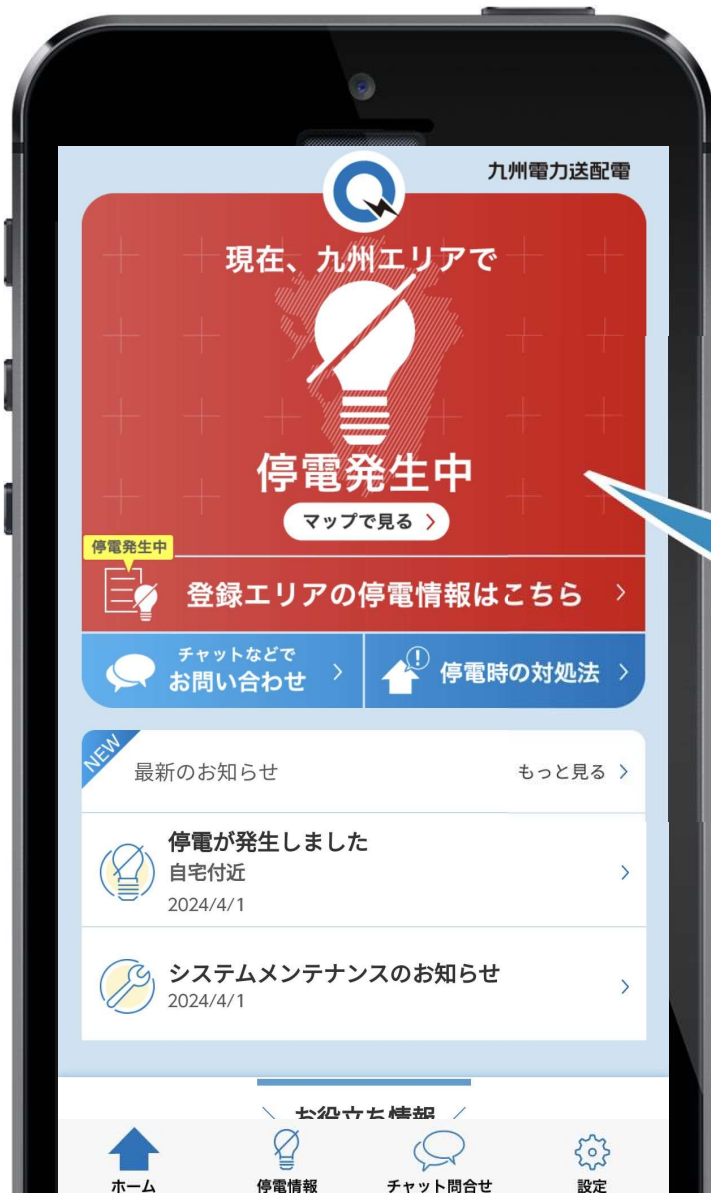 九州電力送配電
現在、九州エリアで
停電発生中
マップで見る
停電発生中
登録エリアの停電情報はこちら
チャットなどで
お問い合わせ
停電時の対処法
NEW
最新のお知らせ
もっと見る
停電が発生しました
自宅付近
2024/4/1
システムメンテナンスのお知らせ
2024/4/1
お役立ち情報
ホーム
停電情報
チャット問合せ
設定